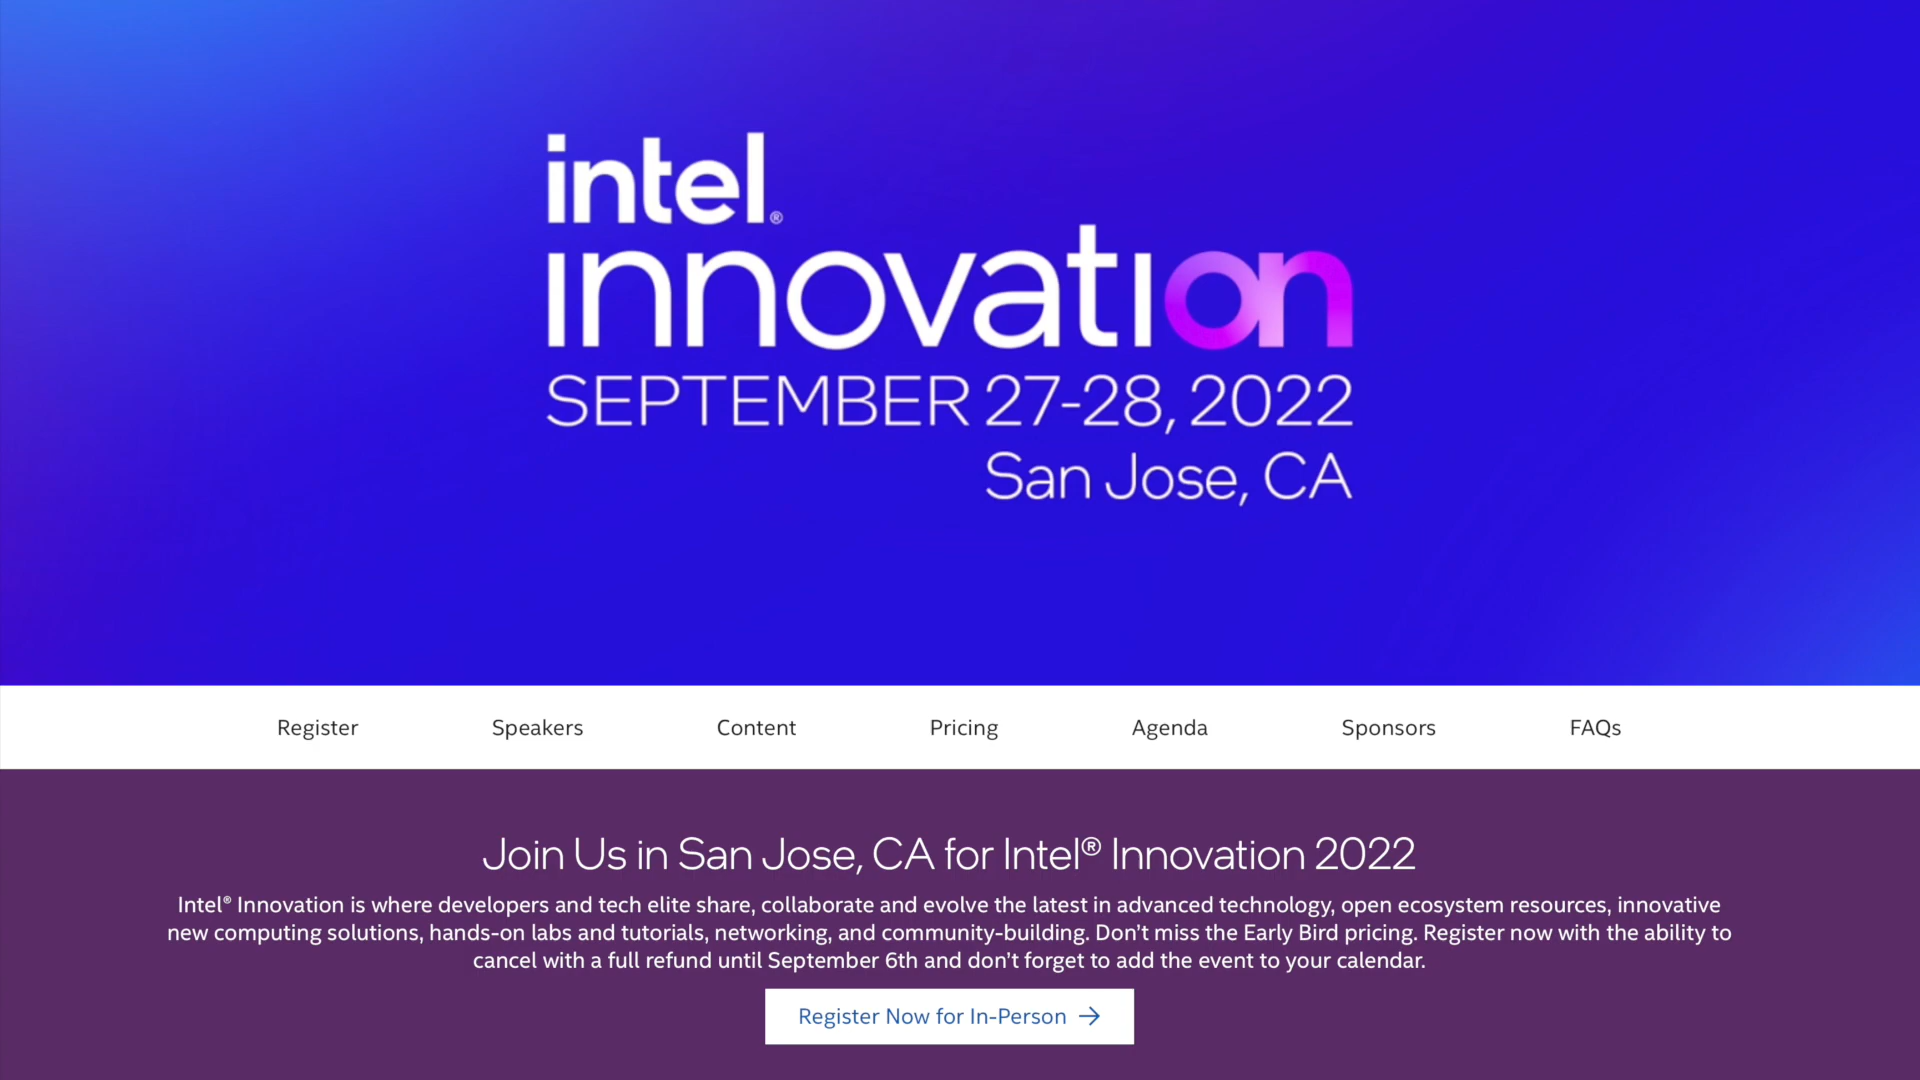 intel®
innovation
SEPTEMBER 27-28, 2022
San Jose, CA
Register Speakers Content Pricing Agenda Sponsors FAQs
Join Us in San Jose, CA for Intel® Innovation 2022
Intel® Innovation is where developers and tech elite share, collaborate and evolve the latest in advanced technology, open ecosystem resources, innovative
new computing solutions, hands-on labs and tutorials, networking, and community-building. Don't miss the Early Bird pricing. Register now with the ability to
cancel with a full refund until September 6th and don't forget to add the event to your calendar.
Register Now for In-Person →